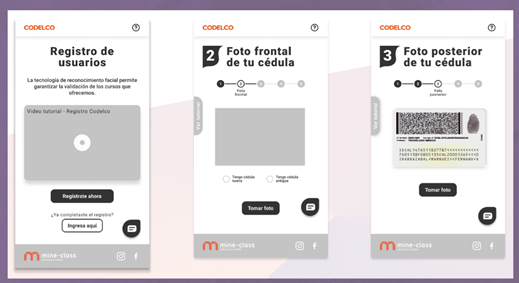 CODELCO
Registro de
usuarios
La tecnología de reconocimiento facial permite
garantizar la validación de los cursos que
ofrecemos.
Video tutorial - Registro Codelco
Regístrate ahora
¿Ya completaste el registro?
Ingresa aquí
mine-class
CODELCO
2
Foto frontal
de tu cédula
1
2
3
4
5
Foto
frontal
Ver tutorial
Tengo cédula
nueva
Tengo cédula
antigua
Tomar foto
mine-class
CODELCO
3
Foto posterior
de tu cédula
1
2
3
4
5
Foto
posterior
Ver tutorial
Tomar foto
mine-class